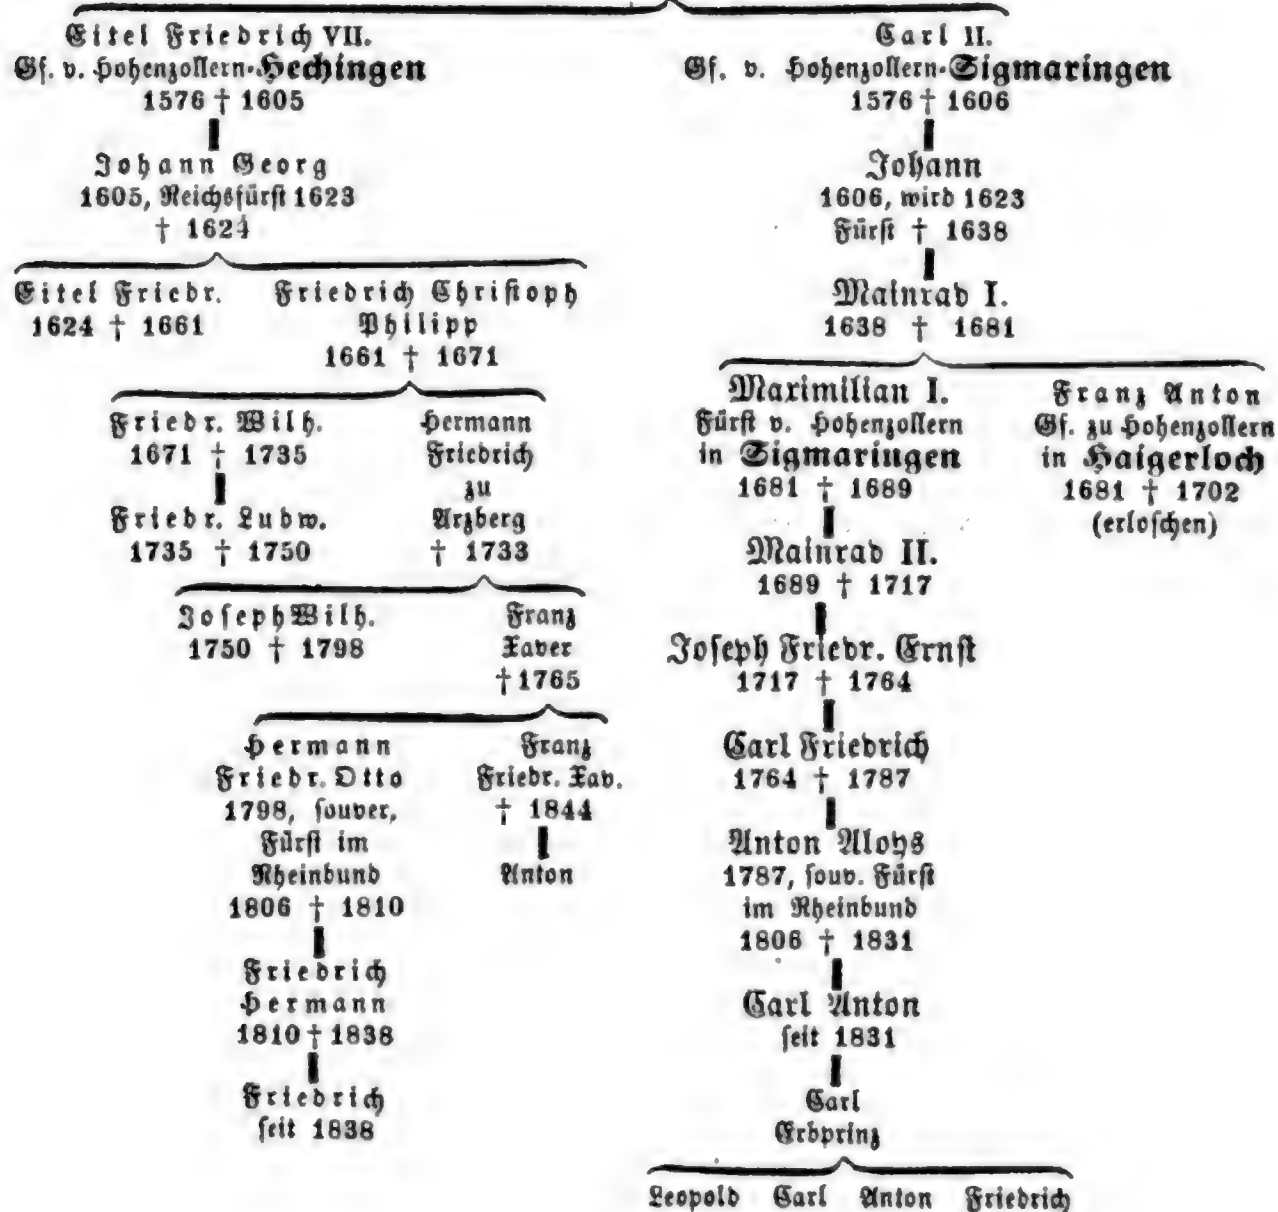 Eitel Friedrich VII.
Gf. v. Hohenzollern-Hechingen
1576 † 1605
Johann Georg
1605, Reichsfürst 1623
† 1624
Eitel Friedr.
1624 † 1661
Friedrich Christoph
Philipp
1661 † 1671
Friedr. Wilh.
1671 † 1735
Friedr. Ludw.
1735 † 1750
Hermann
Friedrich
zu
Arzberg
† 1733
Joseph Wilh.
1750 † 1798
Franz
Xaver
† 1765
Hermann
Friedr. Otto
1798, souver,
Fürst im
Rheinbund
1806 † 1810
Friedrich
Hermann
1810 † 1838
Friedrich
seit 1838
Franz
Friedr. Xav.
† 1844
Anton
Carl II.
Gf. v. Hohenzollern-Sigmaringen
1576 † 1606
Johann
1606, wird 1623
Fürst † 1638
Mainrad I.
1638 † 1681
Maximilian I.
Fürst v. Hohenzollern
in Sigmaringen
1681 † 1689
Mainrad II.
1689 † 1717
Joseph Friedr. Ernst
1717 † 1764
Carl Friedrich
1764 † 1787
Anton Aloys
1787, souv. Fürst
im Rheinbund
1806 † 1831
Carl Anton
seit 1831
Carl
Erbprinz
Leopold Carl Anton Friedrich
Franz Anton
Gf. zu Hohenzollern
in Haigerloch
1681 † 1702
(erloschen)